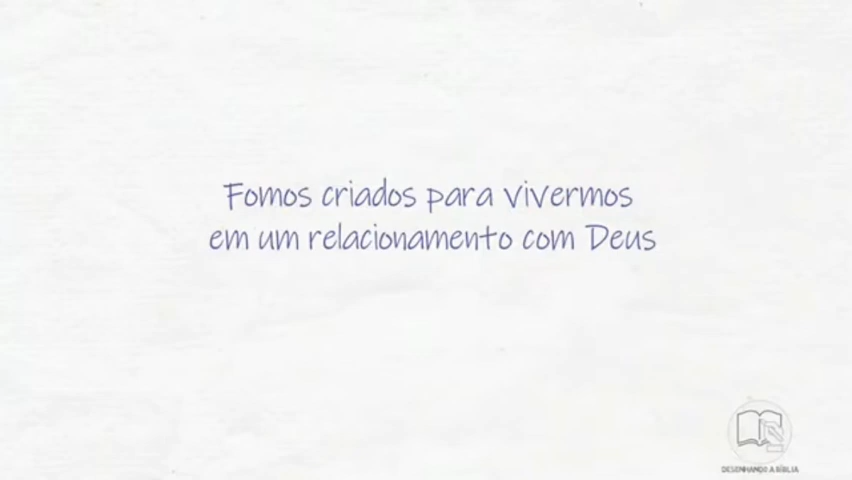 Fomos criados para vivermos
em um relacionamento com Deus
DESENHANDO A BÍBLIA